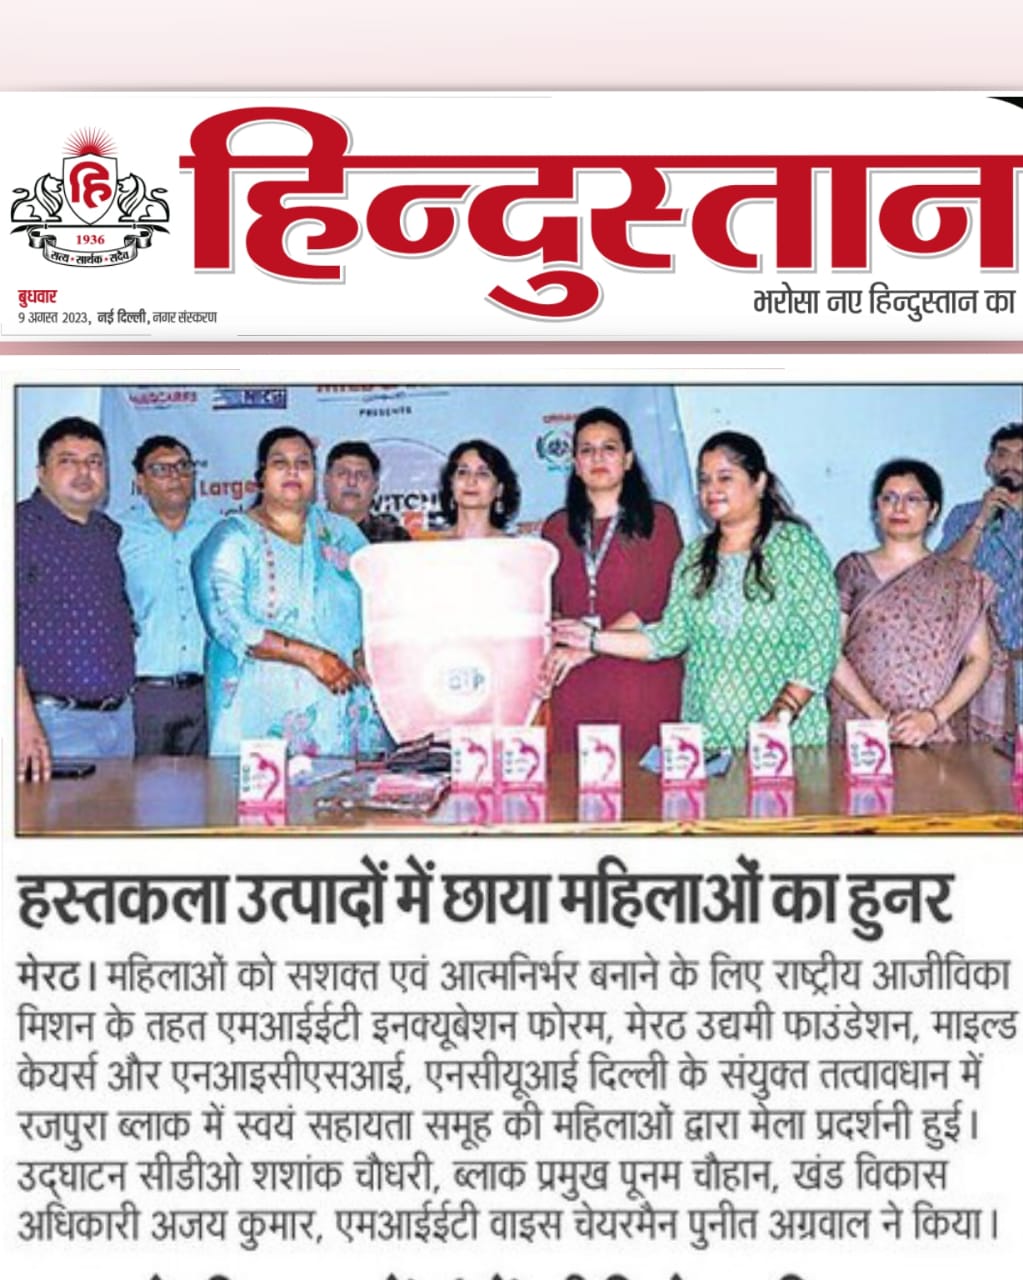 हि
1936
सत्य • सार्थक • सदैव
हिन्दुस्तान
बुधवार
9 अगस्त 2023, नई दिल्ली, नगर संस्करण
भरोसा नए हिन्दुस्तान का
PRESENTS
Large
हस्तकला उत्पादों में छाया महिलाओं का हुनर
मेरठ। महिलाओं को सशक्त एवं आत्मनिर्भर बनाने के लिए राष्ट्रीय आजीविका
मिशन के तहत एमआईईटी इनक्यूबेशन फोरम, मेरठ उद्यमी फाउंडेशन, माइल्ड
केयर्स और एनआइसीएसआई, एनसीयूआई दिल्ली के संयुक्त तत्वावधान में
रजपुरा ब्लाक में स्वयं सहायता समूह की महिलाओं द्वारा मेला प्रदर्शनी हुई।
उद्घाटन सीडीओ शशांक चौधरी, ब्लाक प्रमुख पूनम चौहान, खंड विकास
अधिकारी अजय कुमार, एमआईईटी वाइस चेयरमैन पुनीत अग्रवाल ने किया।